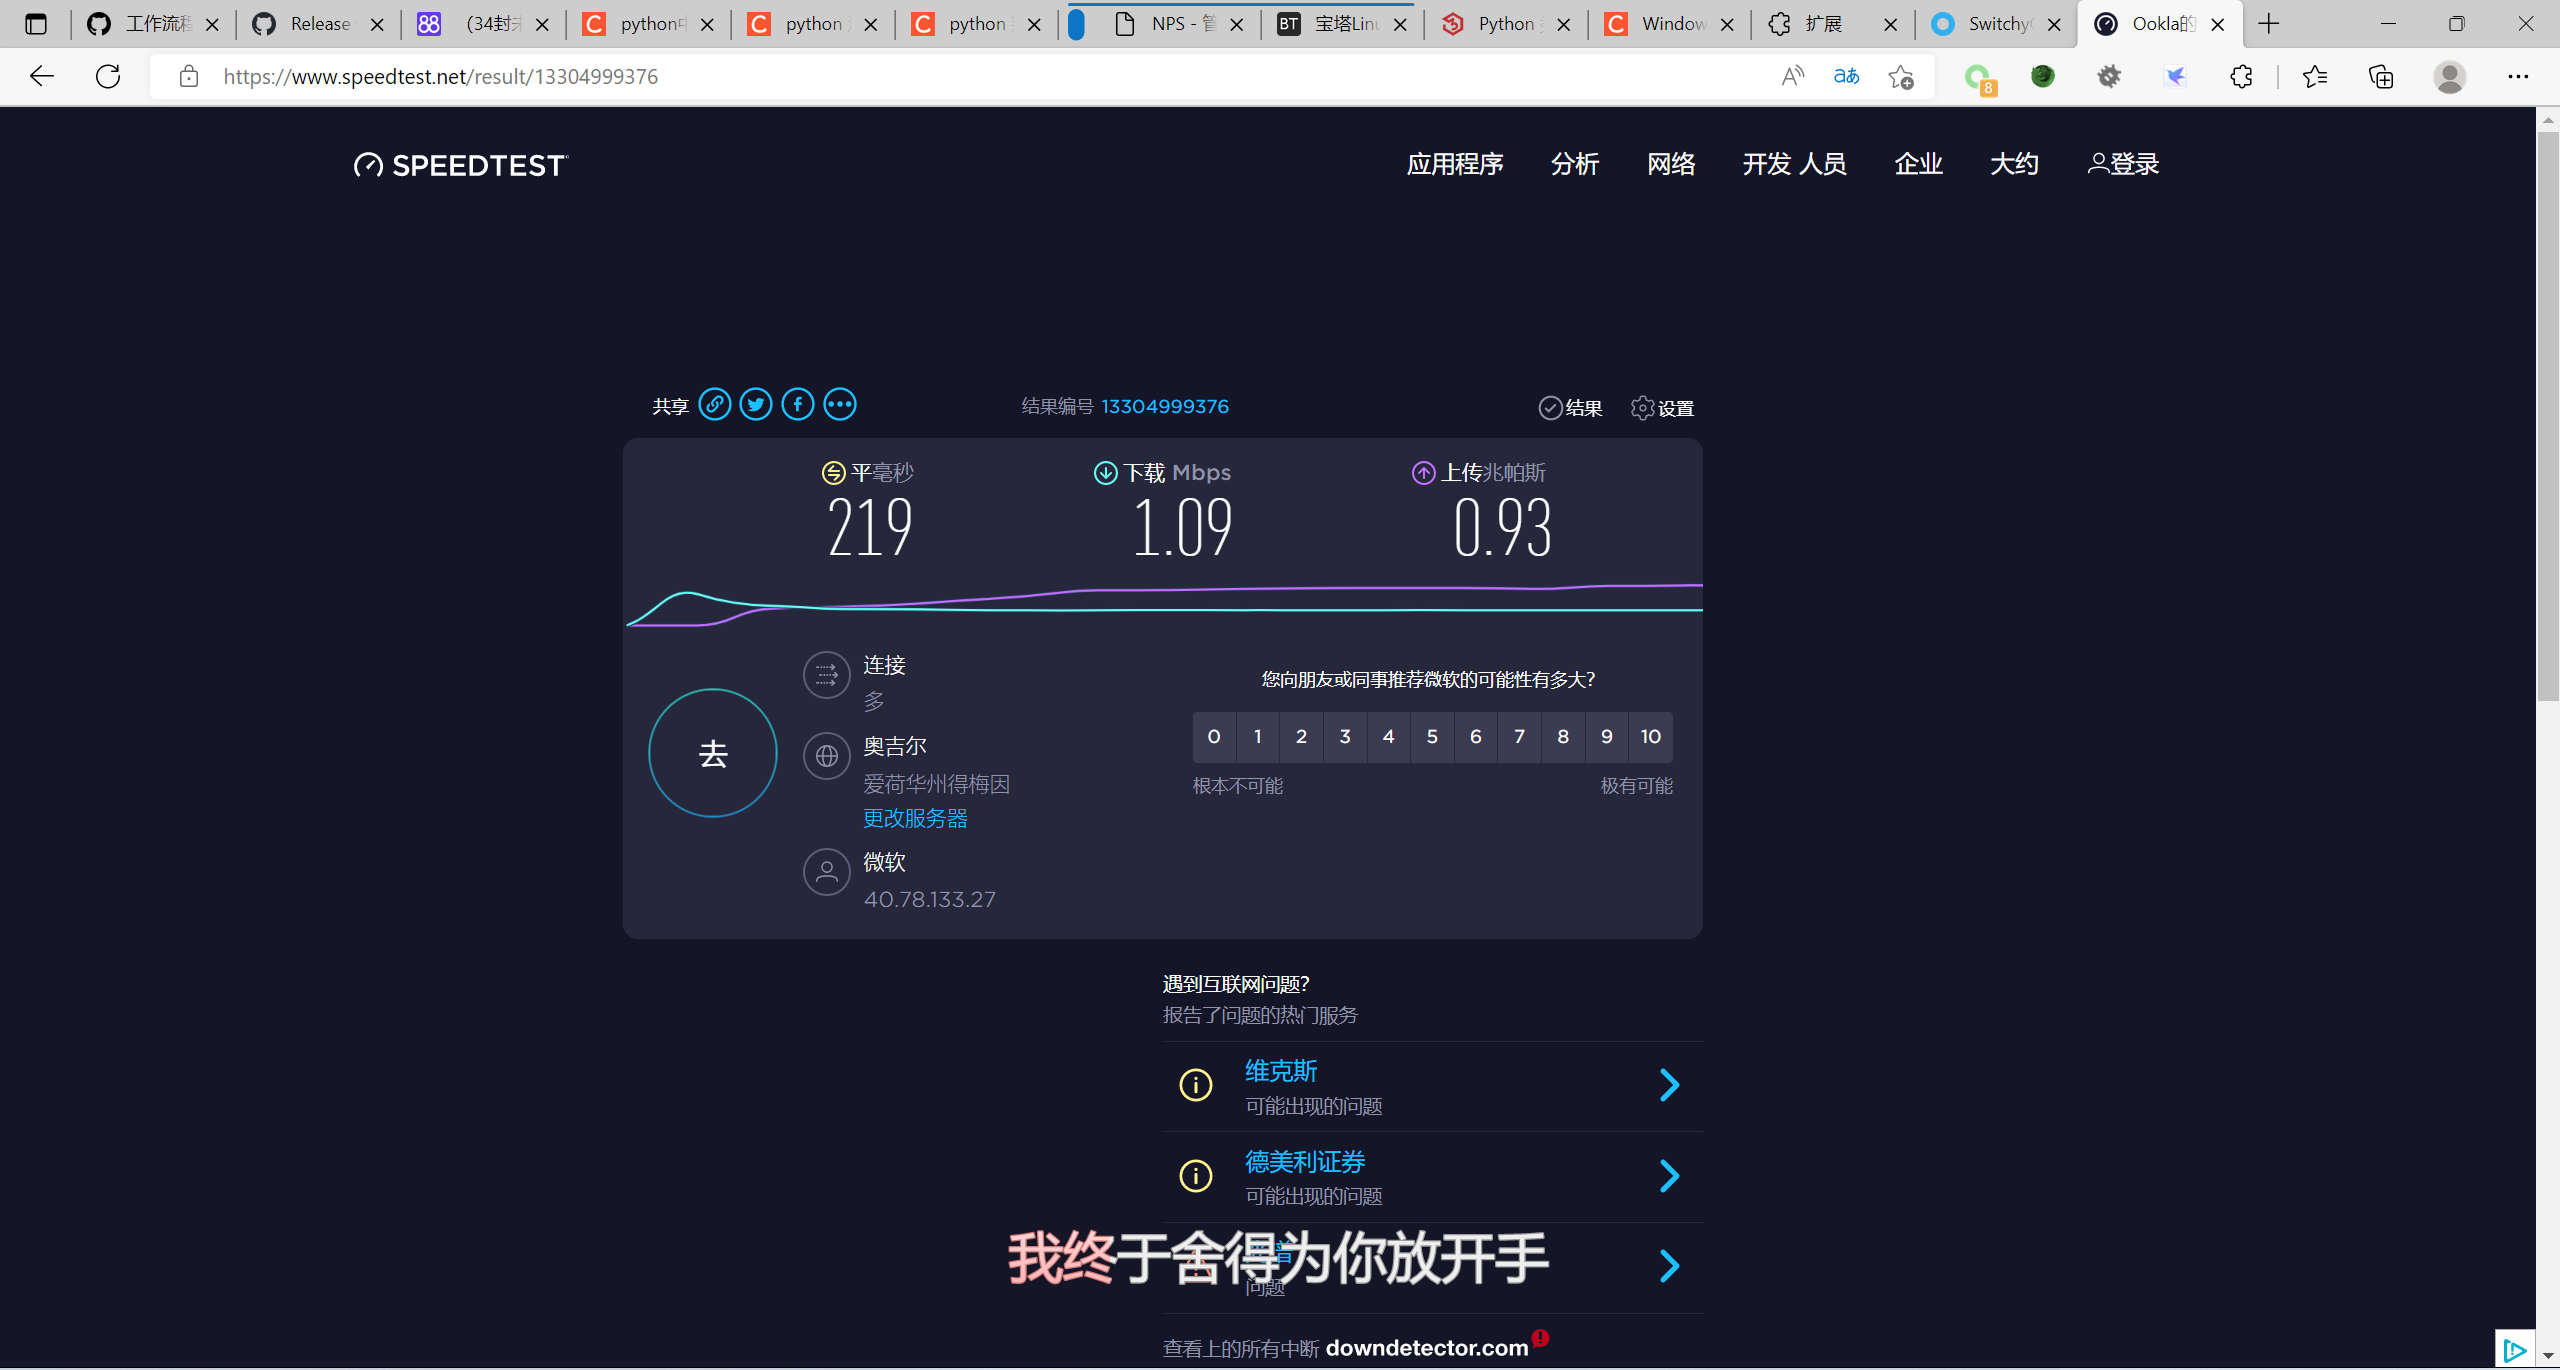 工作流程
Release
(34封未
python中
python
python
NPS - 管
宝塔Linu
Python
Window
扩展
SwitchyO
Ookla的
https://www.speedtest.net/result/13304999376
8
SPEEDTEST
应用程序 分析 网络 开发 人员 企业 大约 登录
共享
结果编号 13304999376
结果 设置
平毫秒 下载 Mbps 上传兆帕斯
219 1.09 0.93
连接
多
去
奥吉尔
爱荷华州得梅因
更改服务器
微软
40.78.133.27
您向朋友或同事推荐微软的可能性有多大?
0 1 2 3 4 5 6 7 8 9 10
根本不可能 极有可能
遇到互联网问题?
报告了问题的热门服务
维克斯
可能出现的问题
德美利证券
可能出现的问题
我终于舍得为你放开手
问题
查看上的所有中断 downdetector.com